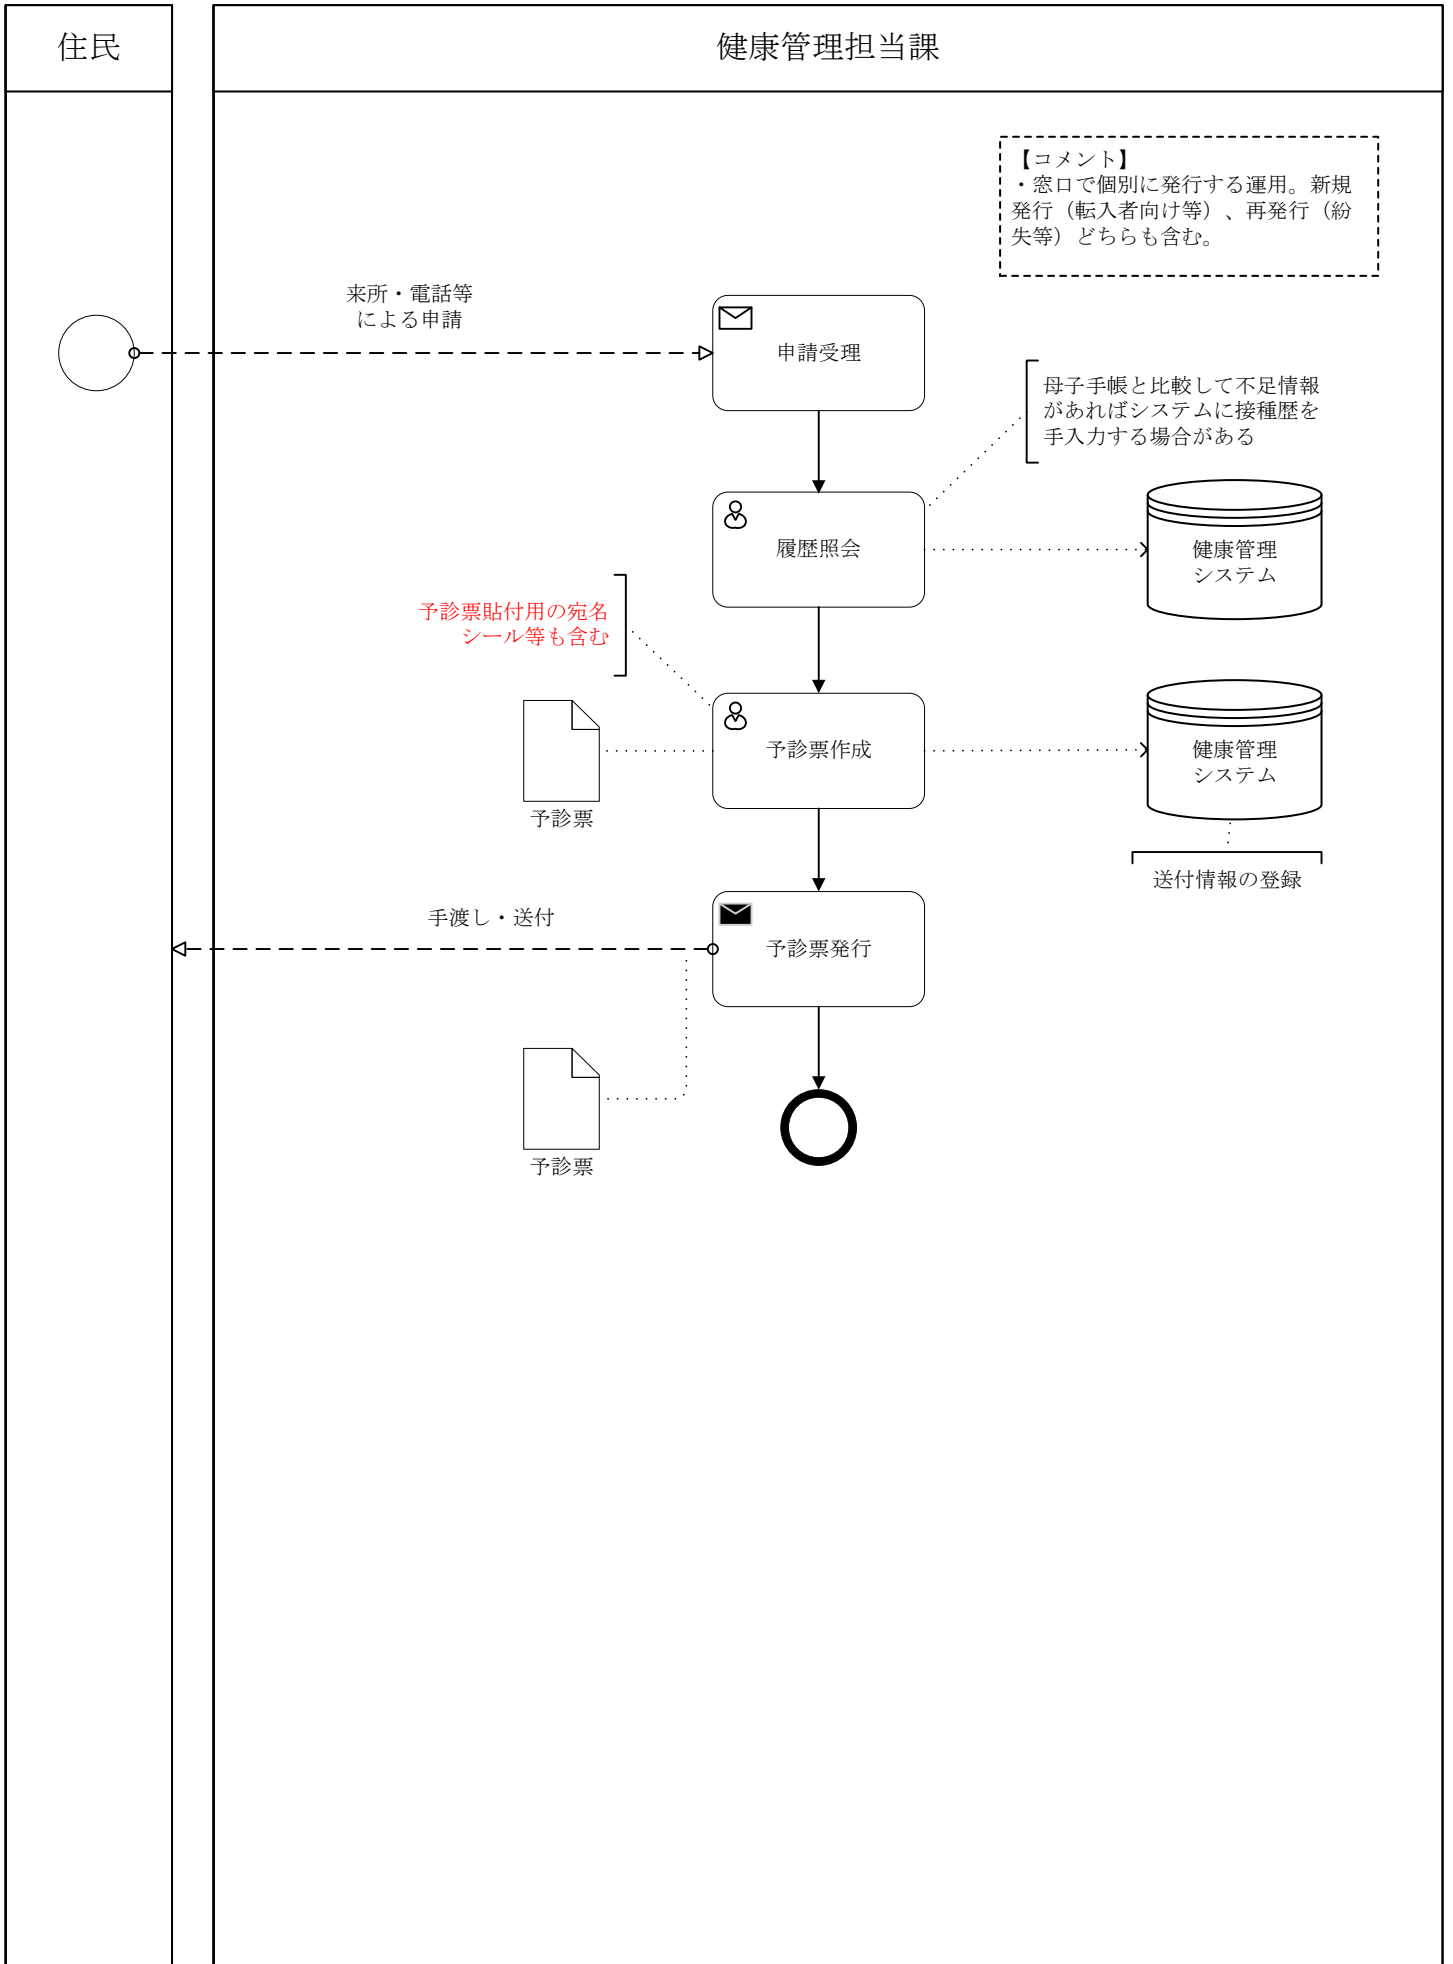 住民
健康管理担当課
【コメント】
・窓口で個別に発行する運用。新規
発行（転入者向け等）、再発行（紛
失等）どちらも含む。
来所・電話等
による申請
申請受理
母子手帳と比較して不足情報
があればシステムに接種歴を
手入力する場合がある
履歴照会
健康管理
システム
予診票貼付用の宛名
シール等も含む
予診票作成
健康管理
システム
予診票
送付情報の登録
手渡し・送付
予診票発行
予診票